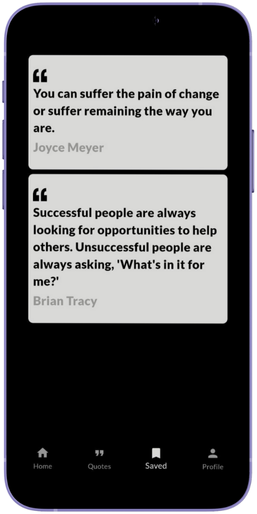 “
You can suffer the pain of change
or suffer remaining the way you
are.
Joyce Meyer
“
Successful people are always
looking for opportunities to help
others. Unsuccessful people are
always asking, 'What's in it for
me?'
Brian Tracy
Home Quotes Saved Profile